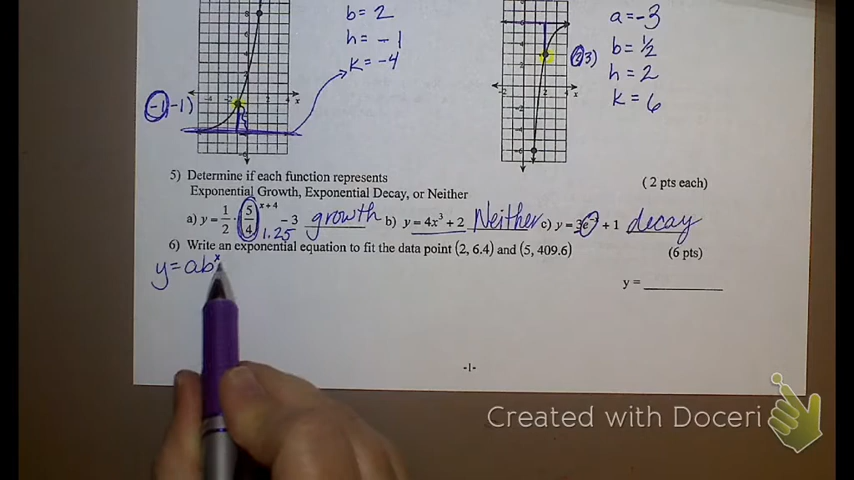 b = 2
h = -1
k = -4
(-1,-1)
a = -3
b = 1/2
h = 2
k = 6
(2,3)
5) Determine if each function represents
Exponential Growth, Exponential Decay, or Neither
(2 pts each)
a) y = 1/2 · (5/4)^(x+4) - 3 growth b) y = 4x³ + 2 Neither c) y = 3e^(-x) + 1 decay
1.25
6) Write an exponential equation to fit the data point (2, 6.4) and (5, 409.6)
(6 pts)
y = ab^x
y = ________
-1-
Created with Doceri